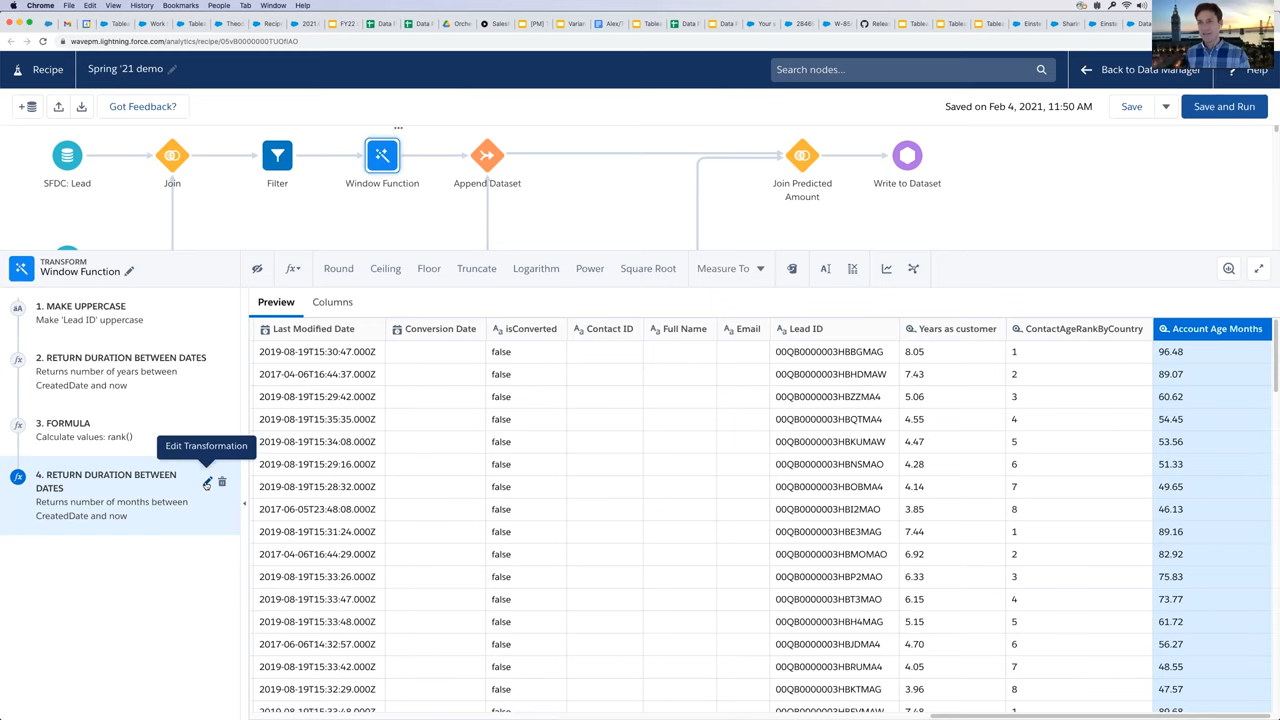 Chrome File Edit View History Bookmarks People Tab Window Help
wavepm.lightning.force.com/analytics/recipe/05vB0000000TUOfIAO
Recipe Spring '21 demo Search nodes... Back to Data Manager Help
Got Feedback? Saved on Feb 4, 2021, 11:50 AM Save Save and Run
SFDC: Lead Join Filter Window Function Append Dataset Join Predicted Amount Write to Dataset
TRANSFORM
Window Function
Round Ceiling Floor Truncate Logarithm Power Square Root Measure To
1. MAKE UPPERCASE
Make 'Lead ID' uppercase
2. RETURN DURATION BETWEEN DATES
Returns number of years between
CreatedDate and now
3. FORMULA
Calculate values: rank()
Edit Transformation
4. RETURN DURATION BETWEEN
DATES
Returns number of months between
CreatedDate and now
Preview Columns
Last Modified Date Conversion Date isConverted Contact ID Full Name Email Lead ID Years as customer ContactAgeRankByCountry Account Age Months
2019-08-19T15:30:47.000Z false 00QB0000003HBBGMAG 8.05 1 96.48
2017-04-06T16:44:37.000Z false 00QB0000003HBHDMAW 7.43 2 89.07
2019-08-19T15:29:42.000Z false 00QB0000003HBZZMA4 5.06 3 60.62
2019-08-19T15:35:35.000Z false 00QB0000003HBQTMA4 4.55 4 54.45
2019-08-19T15:34:08.000Z false 00QB0000003HBKUMAW 4.47 5 53.56
2019-08-19T15:29:16.000Z false 00QB0000003HBNSMAO 4.28 6 51.33
2019-08-19T15:28:32.000Z false 00QB0000003HBOBMA4 4.14 7 49.65
2017-06-05T23:48:08.000Z false 00QB0000003HBI2MAO 3.85 8 46.13
2019-08-19T15:31:24.000Z false 00QB0000003HBE3MAG 7.44 1 89.16
2017-04-06T16:44:29.000Z false 00QB0000003HBMOMAO 6.92 2 82.92
2019-08-19T15:33:26.000Z false 00QB0000003HBP2MAO 6.33 3 75.83
2019-08-19T15:33:47.000Z false 00QB0000003HBT3MAO 6.15 4 73.77
2019-08-19T15:33:48.000Z false 00QB0000003HBH4MAG 5.15 5 61.72
2017-06-06T14:32:57.000Z false 00QB0000003HBJDMA4 4.70 6 56.27
2019-08-19T15:33:42.000Z false 00QB0000003HBRUMA4 4.05 7 48.55
2019-08-19T15:32:29.000Z false 00QB0000003HBKTMAG 3.96 8 47.57